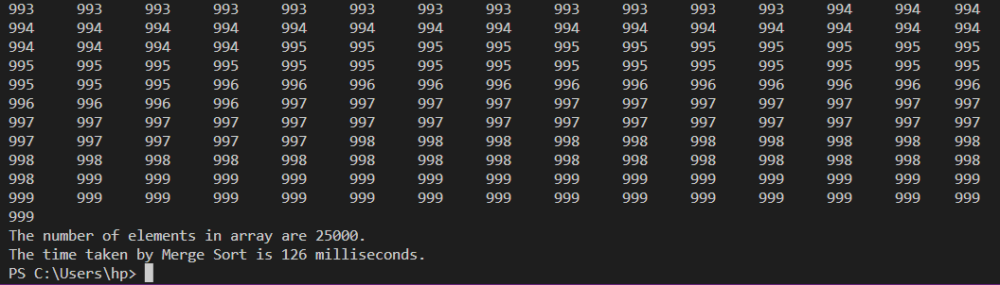 993 993 993 993 993 993 993 993 993 993 993 993 994 994 994
994 994 994 994 994 994 994 994 994 994 994 994 994 994 994
994 994 994 994 995 995 995 995 995 995 995 995 995 995 995
995 995 995 995 995 995 995 995 995 995 995 995 995 995 995
995 995 995 996 996 996 996 996 996 996 996 996 996 996 996
996 996 996 996 997 997 997 997 997 997 997 997 997 997 997
997 997 997 997 997 997 997 997 997 997 997 997 997 997 997
997 997 997 997 997 998 998 998 998 998 998 998 998 998 998
998 998 998 998 998 998 998 998 998 998 998 998 998 998 998
998 999 999 999 999 999 999 999 999 999 999 999 999 999 999
999 999 999 999 999 999 999 999 999 999 999 999 999 999 999
999
The number of elements in array are 25000.
The time taken by Merge Sort is 126 milliseconds.
PS C:\Users\hp>